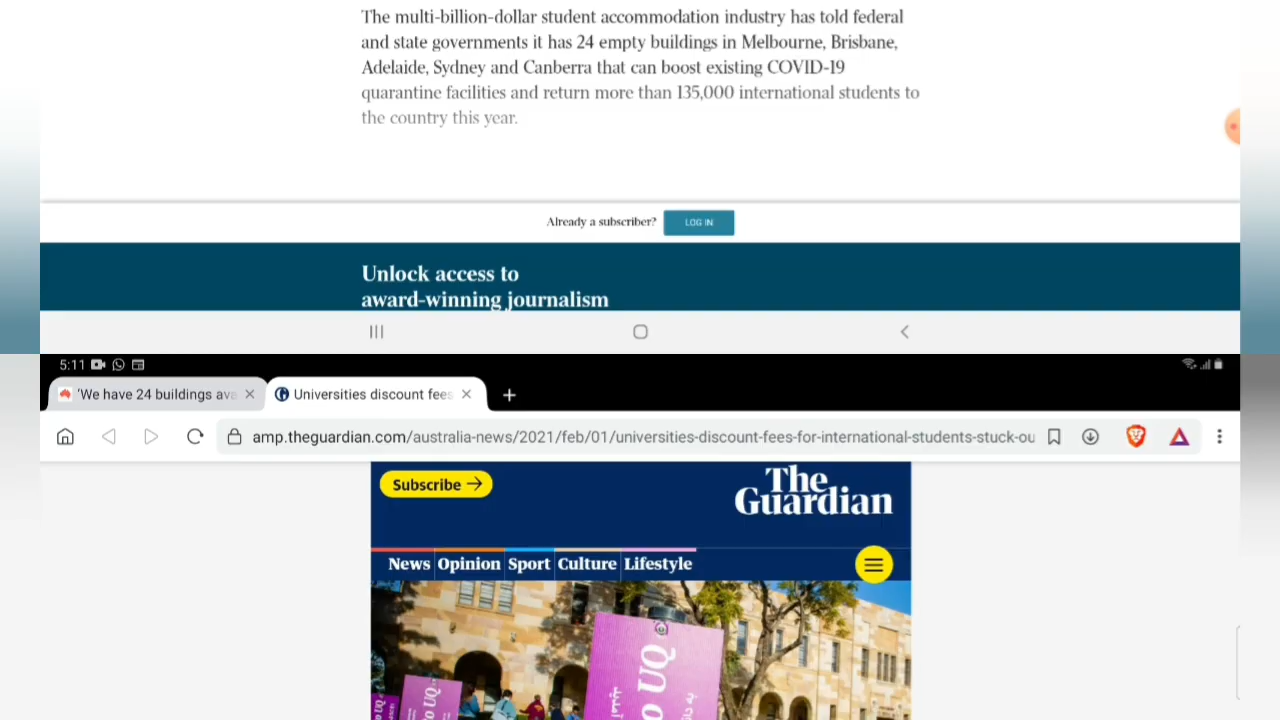 The multi-billion-dollar student accommodation industry has told federal
and state governments it has 24 empty buildings in Melbourne, Brisbane,
Adelaide, Sydney and Canberra that can boost existing COVID-19
quarantine facilities and return more than 135,000 international students to
the country this year.
Already a subscriber? LOG IN
Unlock access to
award-winning journalism
5:11
'We have 24 buildings ava
Universities discount fees
amp.theguardian.com/australia-news/2021/feb/01/universities-discount-fees-for-international-students-stuck-ou
Subscribe →
The
Guardian
News Opinion Sport Culture Lifestyle
o UQ
o UQ